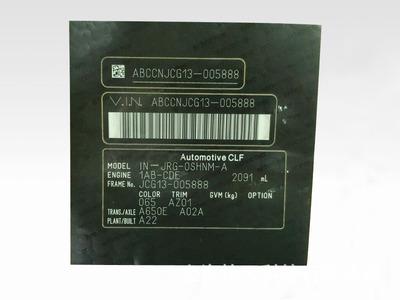 ABCCNJCG13-005888
V.I.N. ABCCNJCG13-005888
Automotive CLF
MODEL IN-JRG-OSHNM-A
ENGINE 1AB-CDE 2091 mL
FRAME No. JCG13-005888
COLOR TRIM GVM (kg) OPTION
065 AZ01
TRANS./AXLE A650E A02A
PLANT/BUILT A22